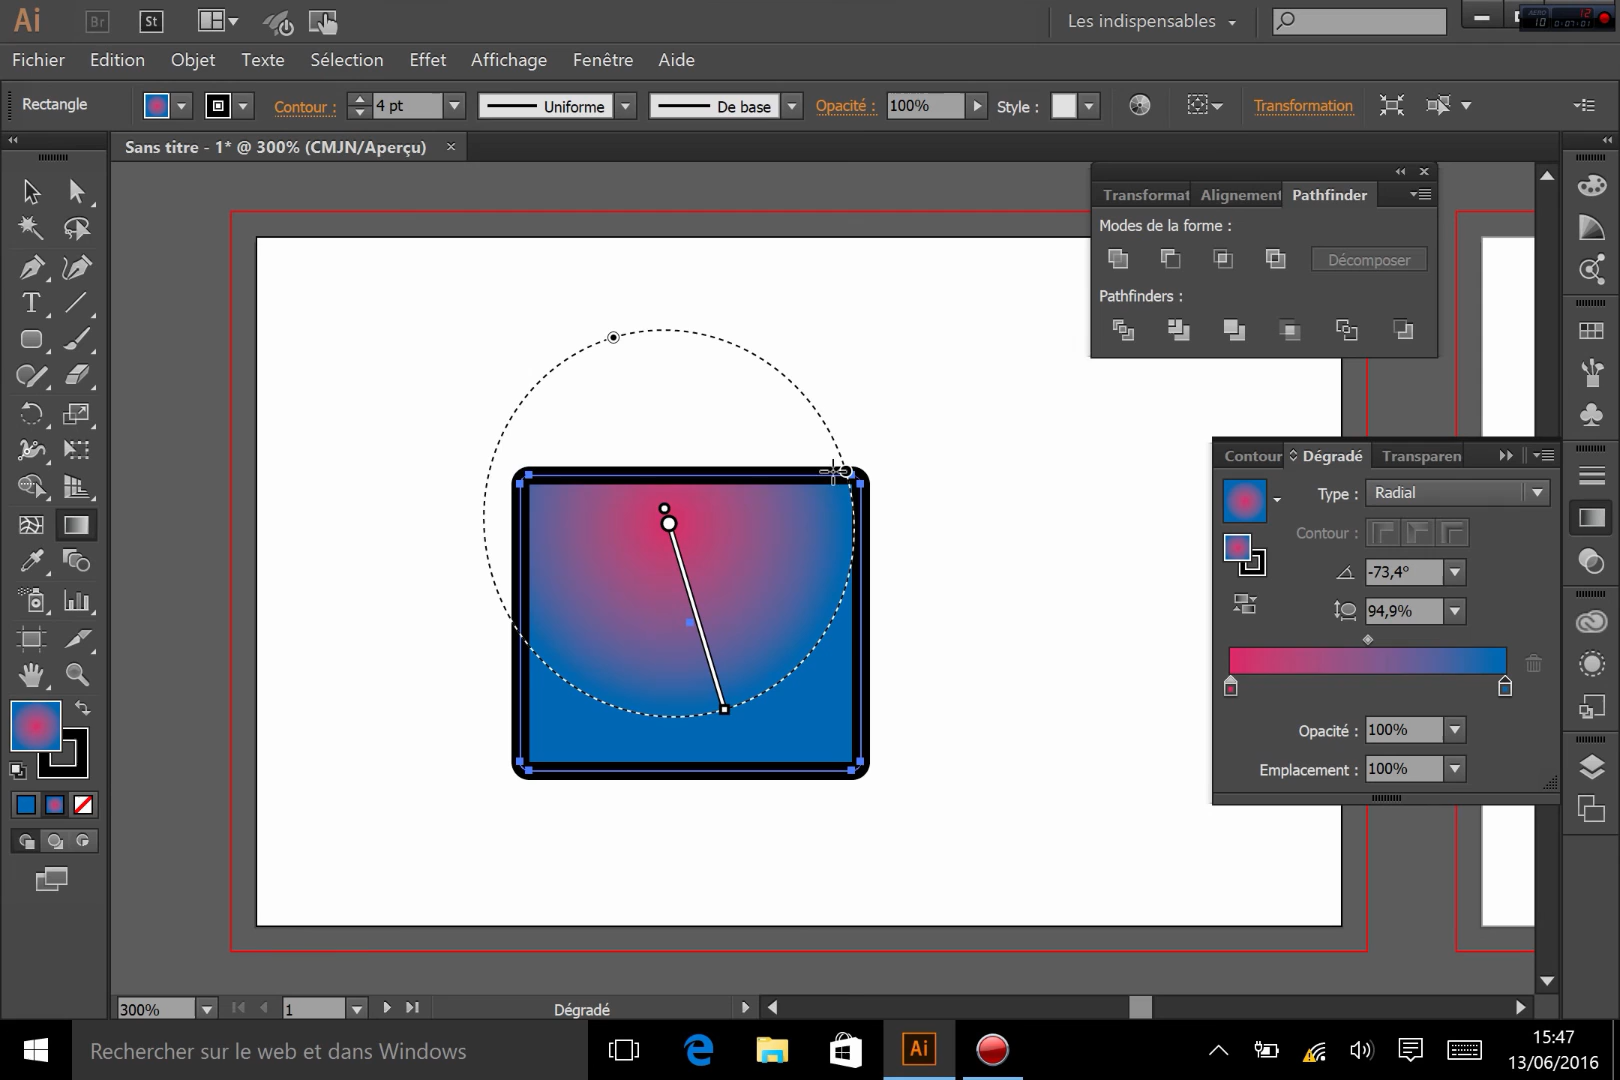 Ai Br St Les indispensables
Fichier Edition Objet Texte Sélection Effet Affichage Fenêtre Aide
Rectangle Contour : 4 pt Uniforme De base Opacité : 100% Style : Transformation
Sans titre - 1* @ 300% (CMJN/Aperçu) ×
Transformat Alignement Pathfinder
Modes de la forme :
Décomposer
Pathfinders :
Contour Dégradé Transparen
Type : Radial
Contour :
-73,4°
94,9%
Opacité : 100%
Emplacement : 100%
300% 1 Dégradé
Rechercher sur le web et dans Windows
Ai
15:47
13/06/2016